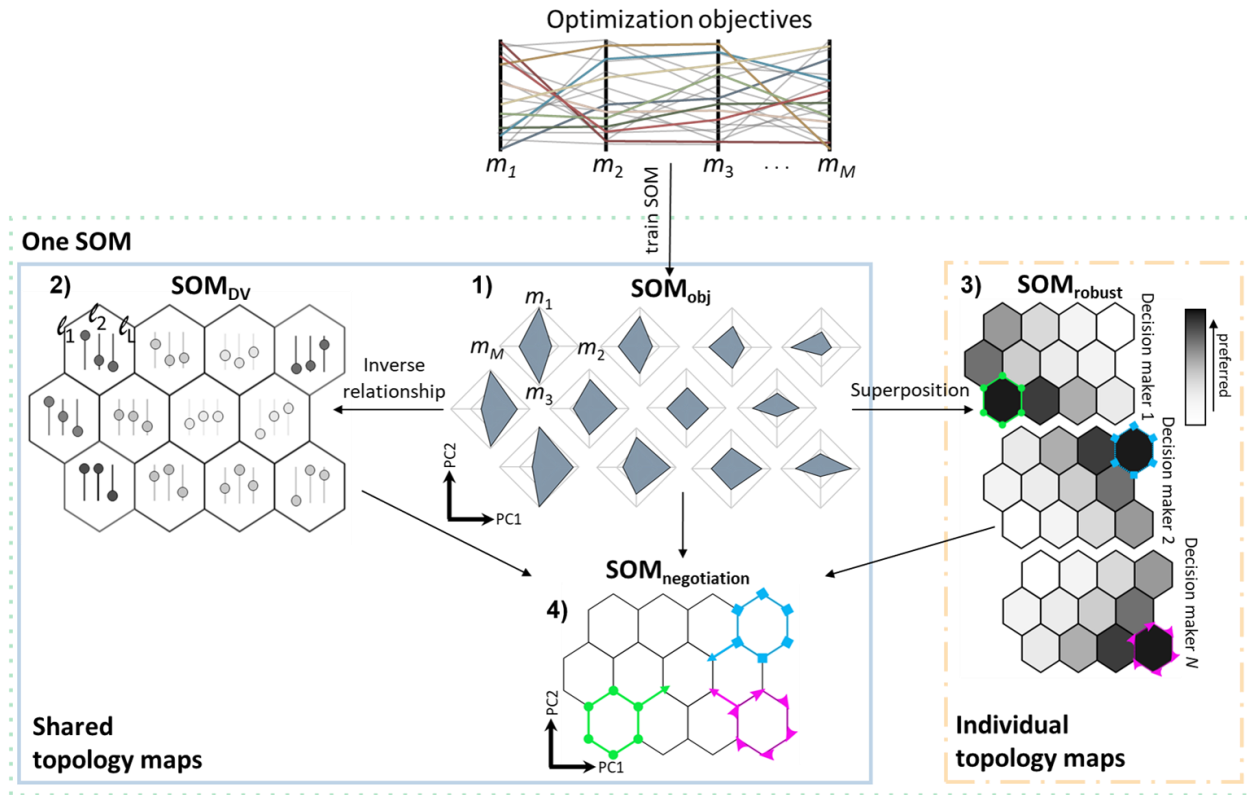 Optimization objectives
m1 m2 m3 ... mM
train SOM
One SOM
2)
SOMDV
1)
SOMobj
3)
SOMrobust
ℓ1 ℓ2 ℓL
m1
mM
m2
m3
Inverse
relationship
Superposition
Decision maker 1
preferred
Decision maker 2
Decision maker N
PC2
PC1
SOMnegotiation
4)
PC2
PC1
Shared
topology maps
Individual
topology maps